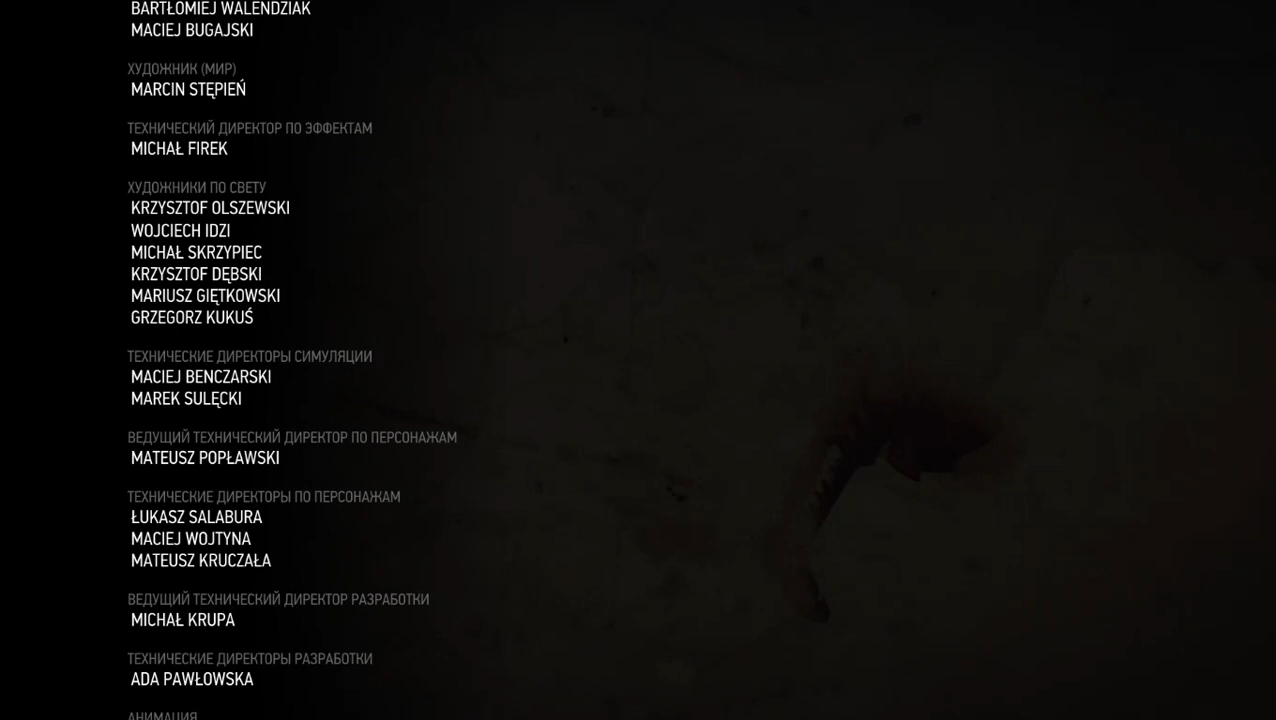 BARTŁOMIEJ WALENDZIAK
MACIEJ BUGAJSKI
ХУДОЖНИК (МИР)
MARCIN STĘPIEŃ
ТЕХНИЧЕСКИЙ ДИРЕКТОР ПО ЭФФЕКТАМ
MICHAŁ FIREK
ХУДОЖНИКИ ПО СВЕТУ
KRZYSZTOF OLSZEWSKI
WOJCIECH IDZI
MICHAŁ SKRZYPIEC
KRZYSZTOF DĘBSKI
MARIUSZ GIĘTKOWSKI
GRZEGORZ KUKUŚ
ТЕХНИЧЕСКИЕ ДИРЕКТОРЫ СИМУЛЯЦИИ
MACIEJ BENCZARSKI
MAREK SULĘCKI
ВЕДУЩИЙ ТЕХНИЧЕСКИЙ ДИРЕКТОР ПО ПЕРСОНАЖАМ
MATEUSZ POPŁAWSKI
ТЕХНИЧЕСКИЕ ДИРЕКТОРЫ ПО ПЕРСОНАЖАМ
ŁUKASZ SALABURA
MACIEJ WOJTYNA
MATEUSZ KRUCZAŁA
ВЕДУЩИЙ ТЕХНИЧЕСКИЙ ДИРЕКТОР РАЗРАБОТКИ
MICHAŁ KRUPA
ТЕХНИЧЕСКИЕ ДИРЕКТОРЫ РАЗРАБОТКИ
ADA PAWŁOWSKA
АНИМАЦИЯ